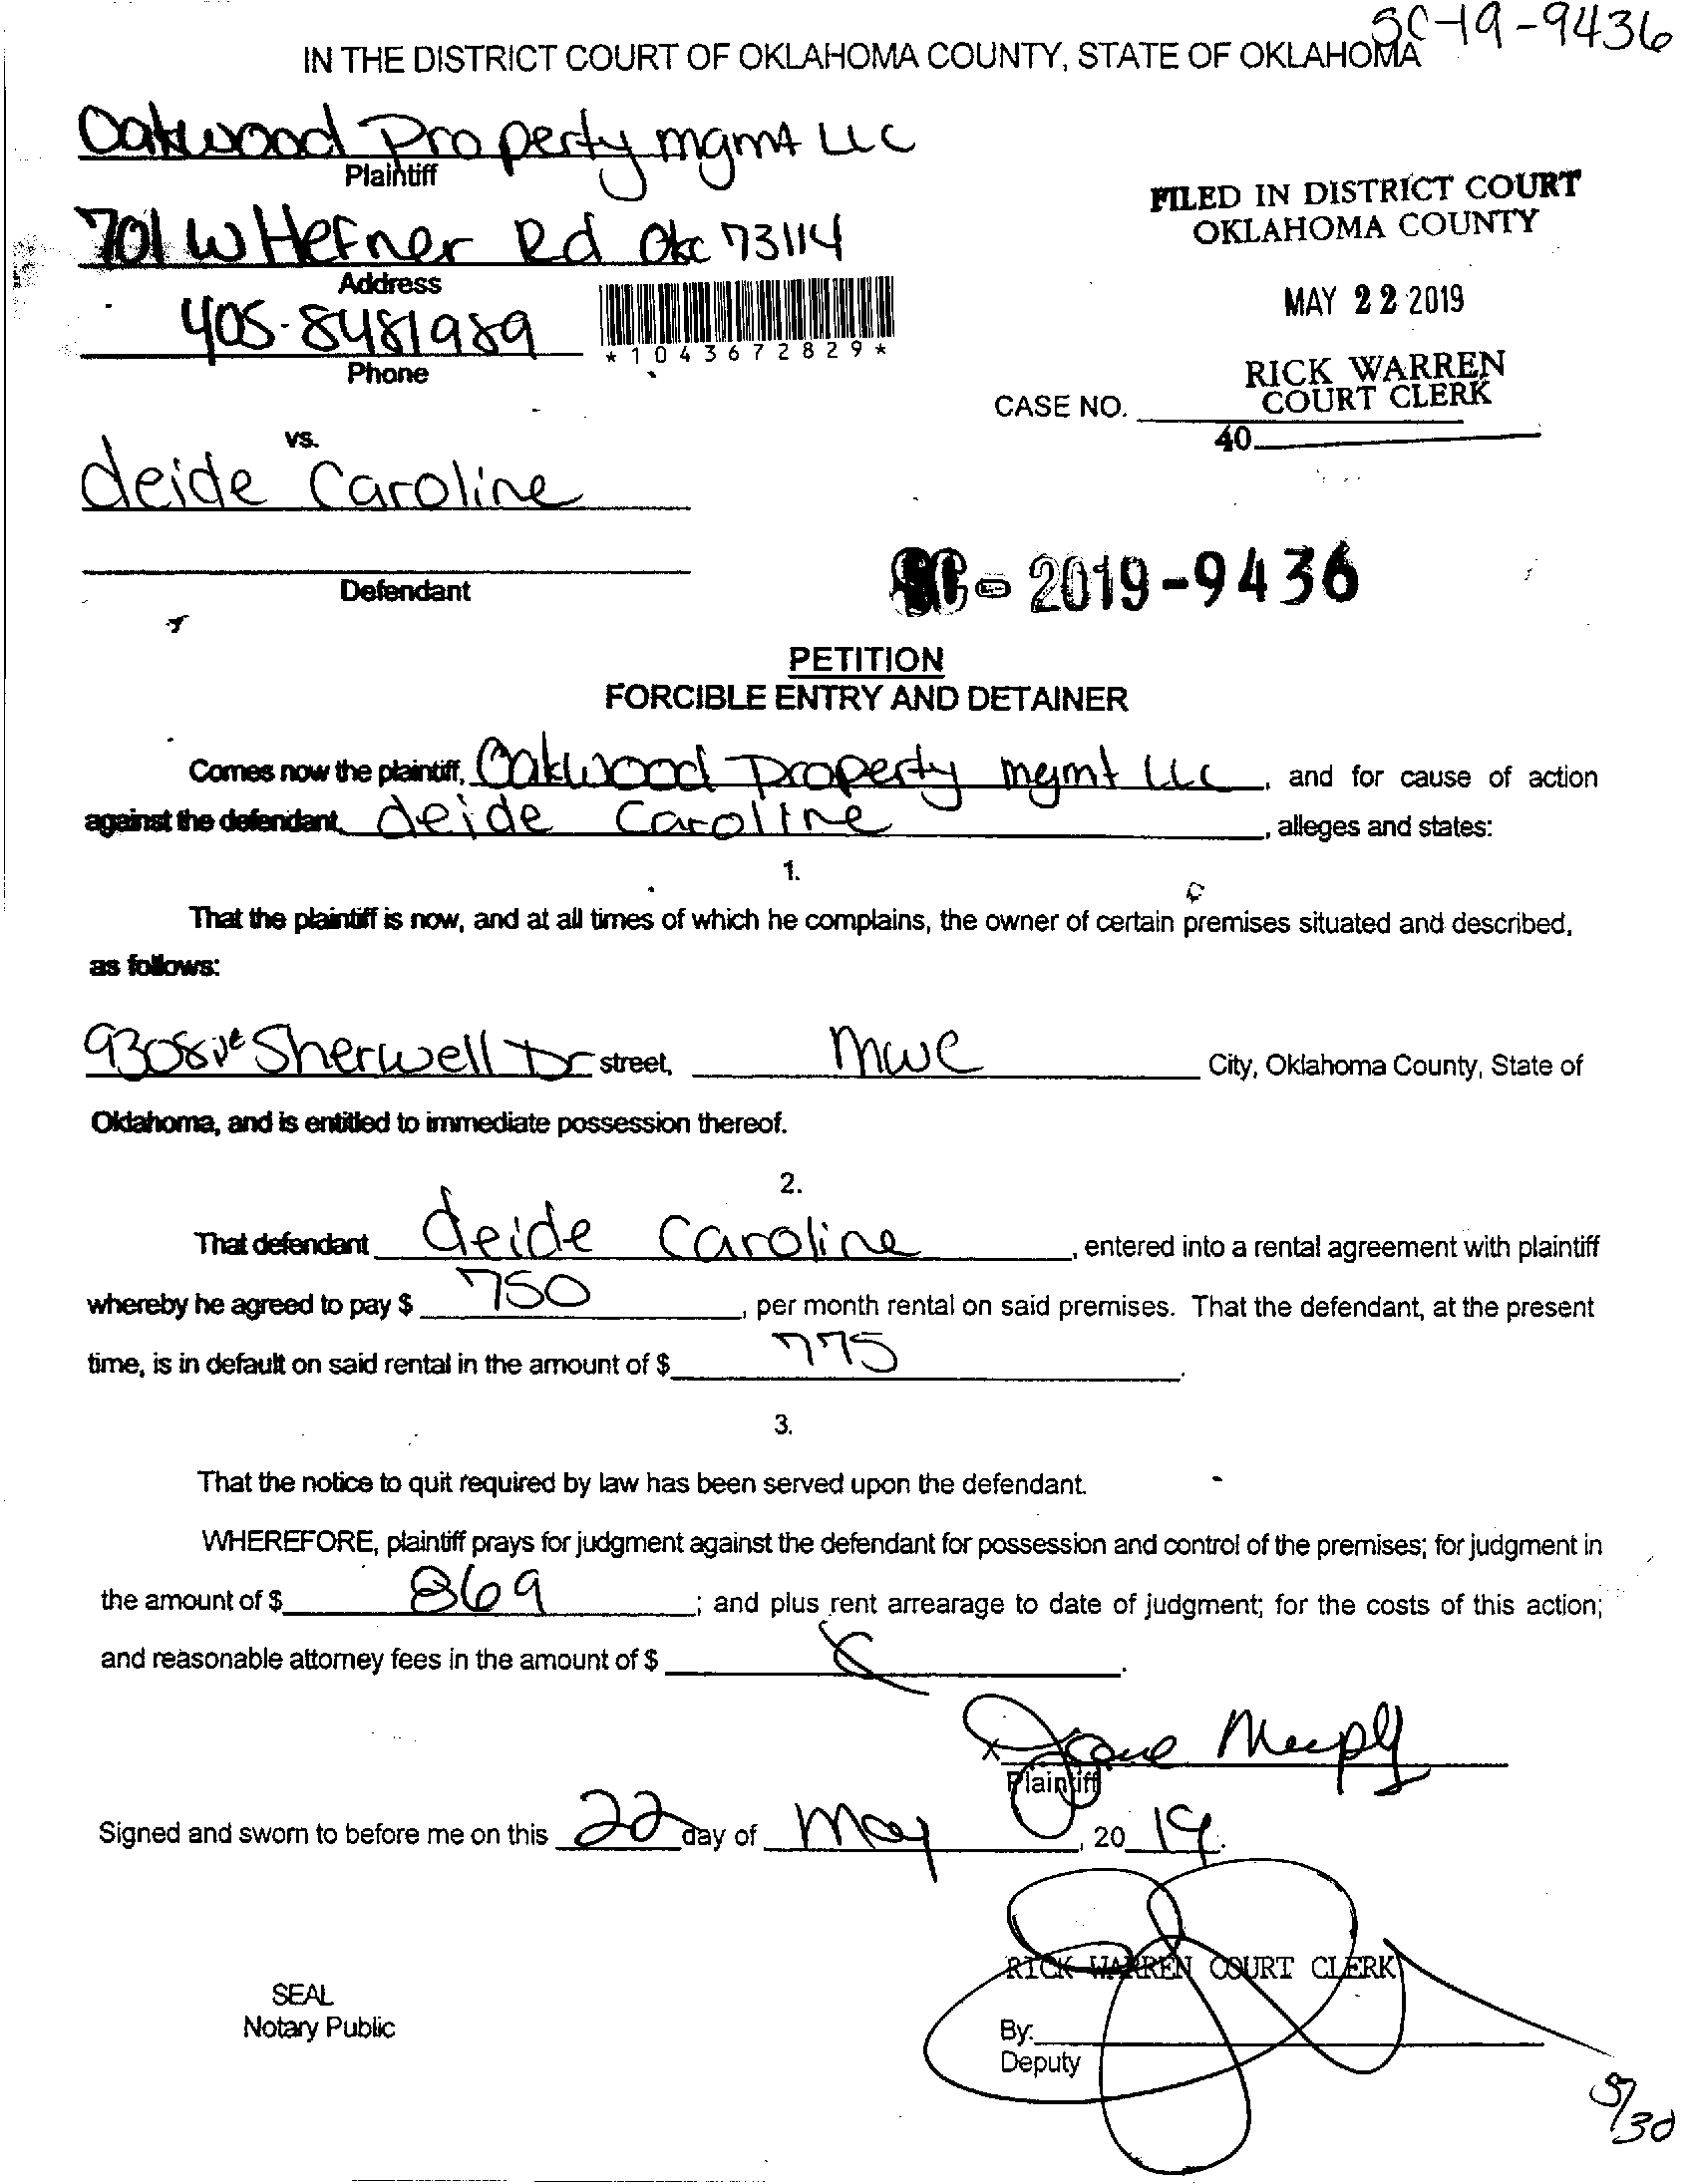 SC-19-9436
IN THE DISTRICT COURT OF OKLAHOMA COUNTY, STATE OF OKLAHOMA
Oakwood Property mgmt LLC
Plaintiff
701 W Hefner Rd Okc 73114
Address
405-8481989
Phone
*1043672829*
FILED IN DISTRICT COURT
OKLAHOMA COUNTY
MAY 22 2019
RICK WARREN
COURT CLERK
CASE NO.
40
vs.
deide Caroline
Defendant
SC - 2019-9436
PETITION
FORCIBLE ENTRY AND DETAINER
Comes now the plaintiff, Oakwood Property mgmt LLC, and for cause of action
against the defendant, deide Caroline, alleges and states:
1.
That the plaintiff is now, and at all times of which he complains, the owner of certain premises situated and described,
as follows:
9308 Sherwell Dr street, mwc City, Oklahoma County, State of
Oklahoma, and is entitled to immediate possession thereof.
2.
That defendant deide Caroline, entered into a rental agreement with plaintiff
whereby he agreed to pay $ 750, per month rental on said premises. That the defendant, at the present
time, is in default on said rental in the amount of $ 775.
3.
That the notice to quit required by law has been served upon the defendant.
WHEREFORE, plaintiff prays for judgment against the defendant for possession and control of the premises; for judgment in
the amount of $ 869; and plus rent arrearage to date of judgment; for the costs of this action;
and reasonable attorney fees in the amount of $ .
x
Plaintiff
Signed and sworn to before me on this 22 day of May, 2019.
RICK WARREN COURT CLERK
SEAL
Notary Public
By:
Deputy
5/30